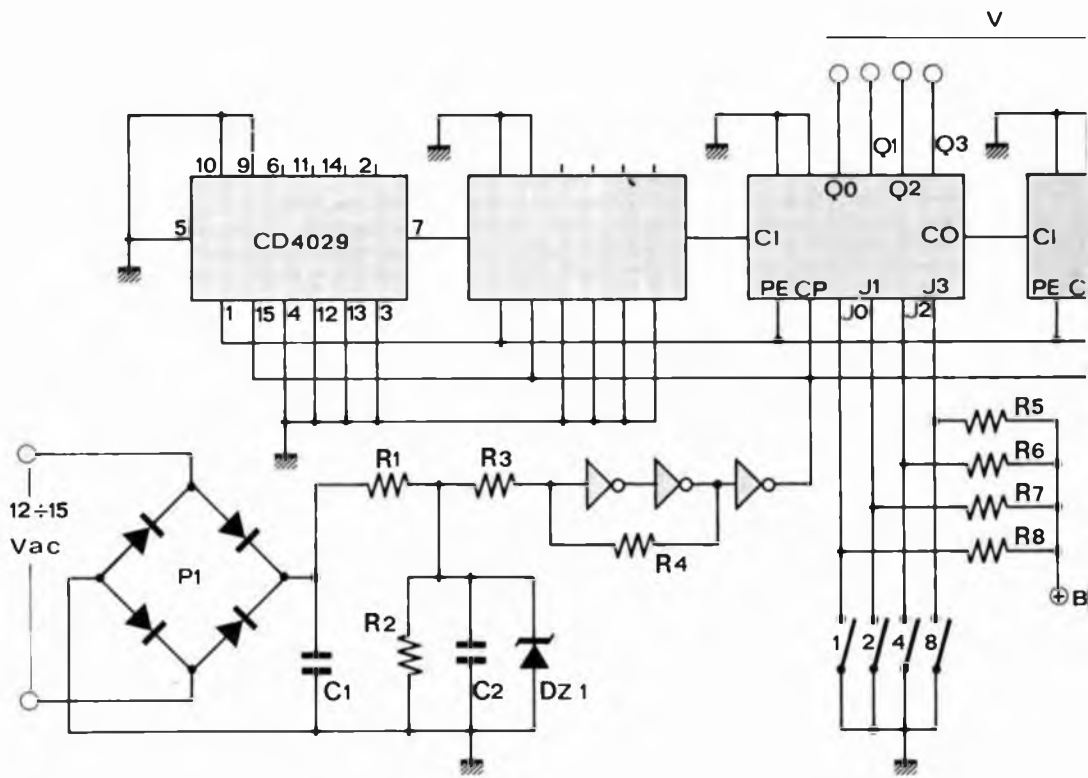 V
Q1 Q3
10 9 6 11 14 2
Q0 Q2
5 CD4029 7
CI CO CI
PE CP J1 J3 PE C
1 15 4 12 13 3
J0 J2
R5
R1 R3
R6
12÷15
Vac
R7
P1
R4
R8
B
R2
1 2 4 8
C1 C2 DZ1